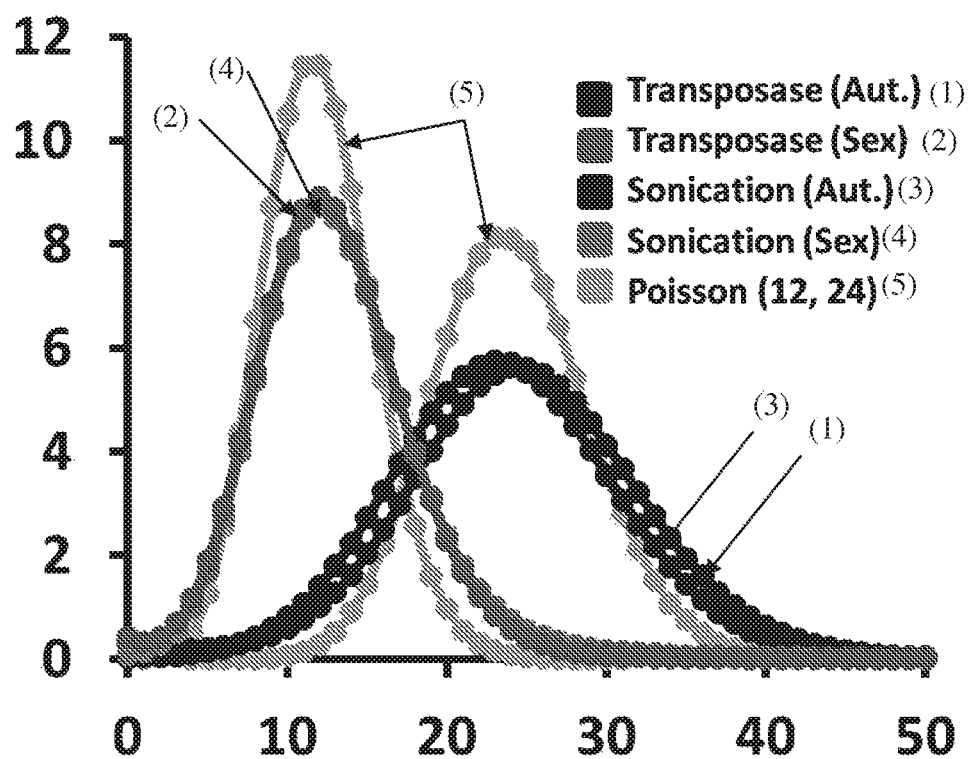 12
10
8
6
4
2
0
(4)
(2)
(5)
Transposase (Aut.) (1)
Transposase (Sex) (2)
Sonication (Aut.) (3)
Sonication (Sex) (4)
Poisson (12, 24) (5)
(3)
(1)
0 10 20 30 40 50